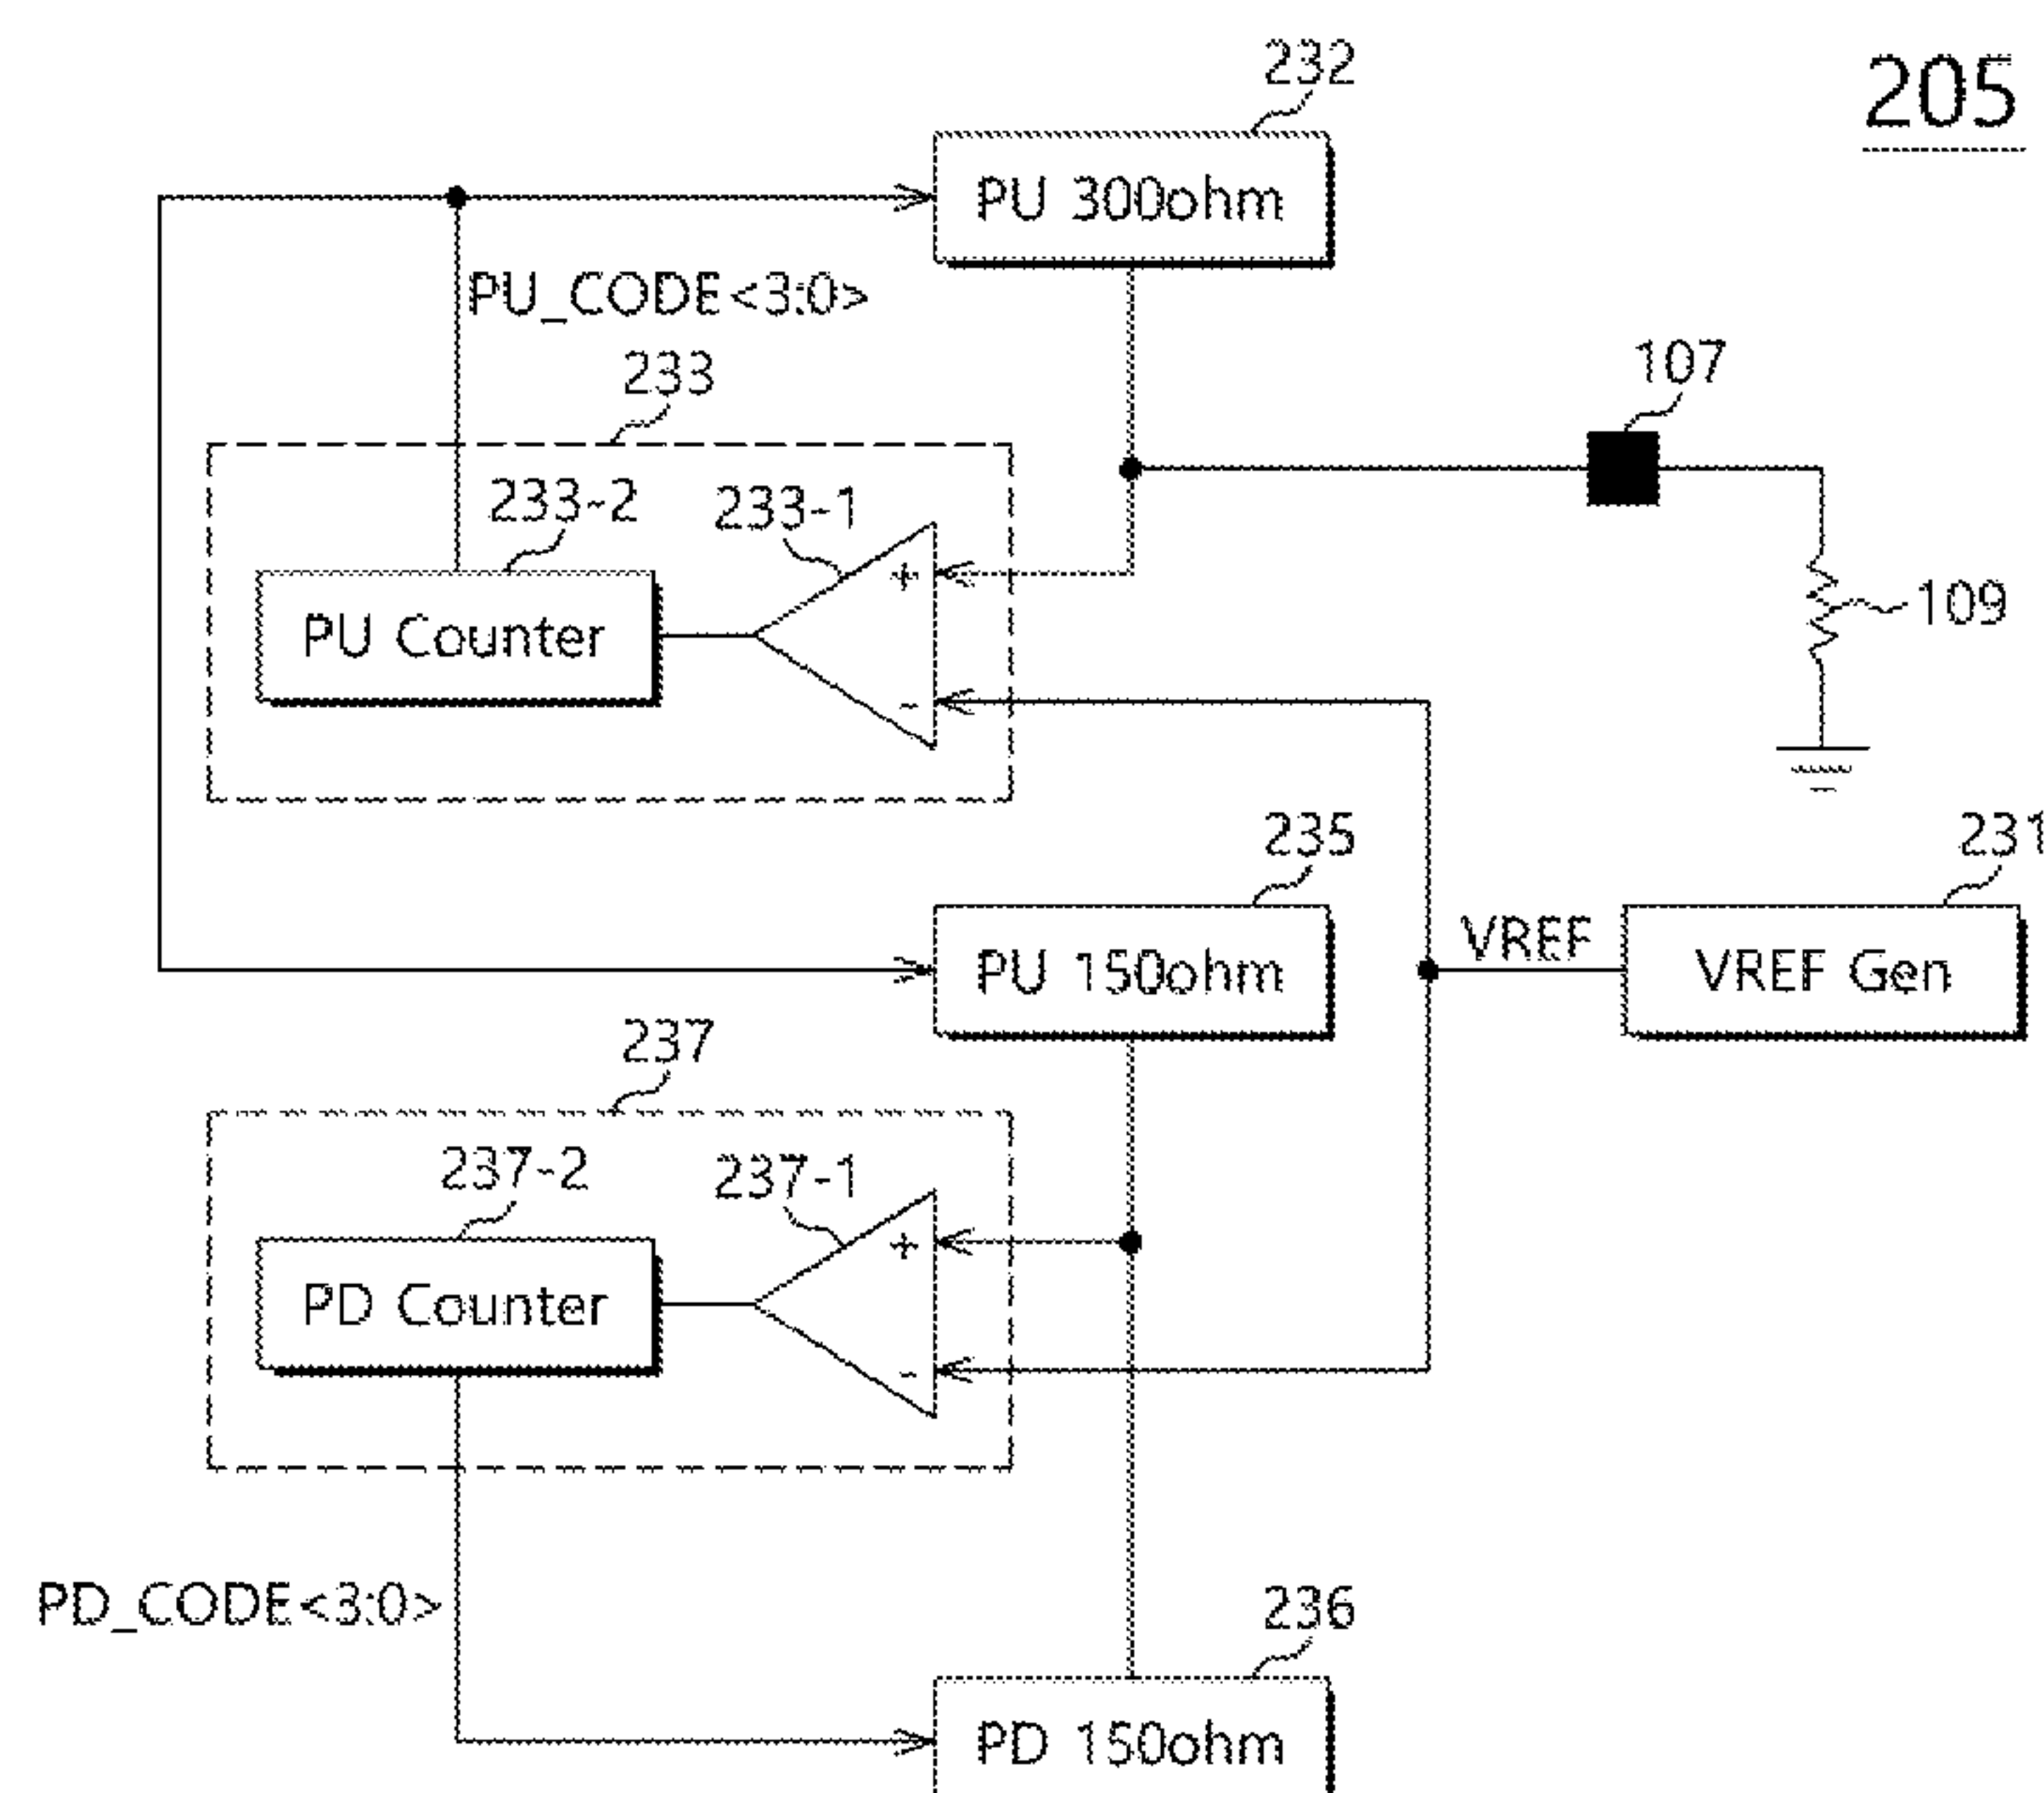 232
205
PU 300ohm
PU_CODE<3:0>
233
107
233-2
233-1
+
109
PU Counter
-
235
231
VREF
PU 150ohm
VREF Gen
237
237-2
237-1
+
PD Counter
-
PD_CODE<3:0>
236
PD 150ohm